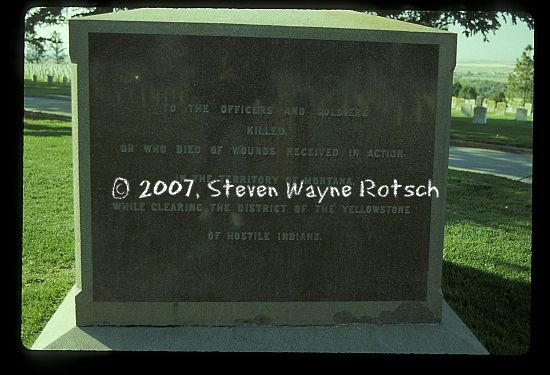 TO THE OFFICERS AND SOLDIERS
KILLED,
OR WHO DIED OF WOUNDS RECEIVED IN ACTION
IN THE TERRITORY OF MONTANA
© 2007, Steven Wayne Rotsch
WHILE CLEARING THE DISTRICT OF THE YELLOWSTONE
OF HOSTILE INDIANS.